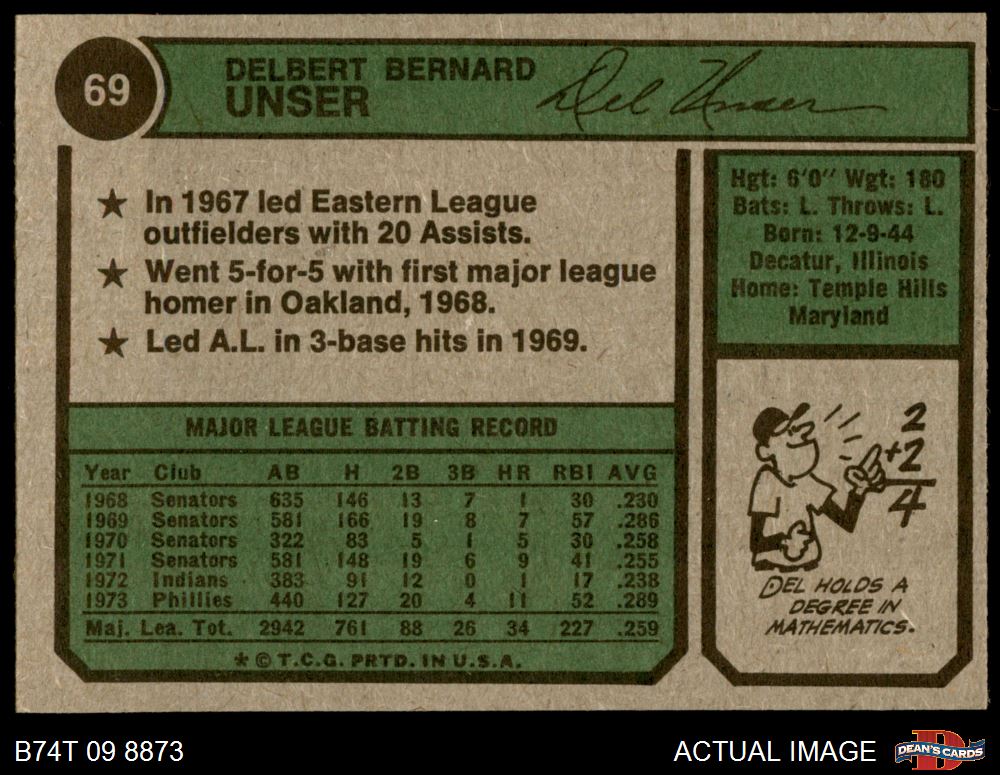 69
DELBERT BERNARD
UNSER
Del Unser
★ In 1967 led Eastern League
outfielders with 20 Assists.
★ Went 5-for-5 with first major league
homer in Oakland, 1968.
★ Led A.L. in 3-base hits in 1969.
Hgt: 6'0" Wgt: 180
Bats: L. Throws: L.
Born: 12-9-44
Decatur, Illinois
Home: Temple Hills
Maryland
MAJOR LEAGUE BATTING RECORD
Year Club AB H 2B 3B HR RBI AVG
1968 Senators 635 146 13 7 1 30 .230
1969 Senators 581 166 19 8 7 57 .286
1970 Senators 322 83 5 1 5 30 .258
1971 Senators 581 148 19 6 9 41 .255
1972 Indians 383 91 12 0 1 17 .238
1973 Phillies 440 127 20 4 11 52 .289
Maj. Lea. Tot. 2942 761 88 26 34 227 .259
* © T.C.G. PRTD. IN U.S.A.
2
+2
4
DEL HOLDS A
DEGREE IN
MATHEMATICS.
B74T 09 8873
ACTUAL IMAGE
DEAN'S CARDS